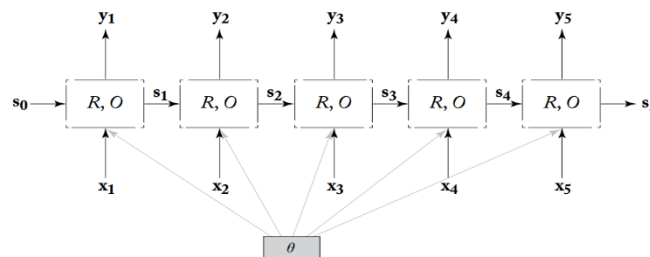 y1 y2 y3 y4 y5
s0 R, O s1 R, O s2 R, O s3 R, O s4 R, O s
x1 x2 x3 x4 x5
θ